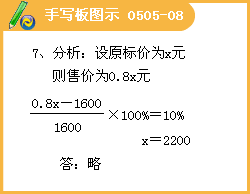 手写板图示 0505-08
7、分析：设原标价为x元
则售价为0.8x元
0.8x－1600
1600
×100%＝10%
x＝2200
答：略